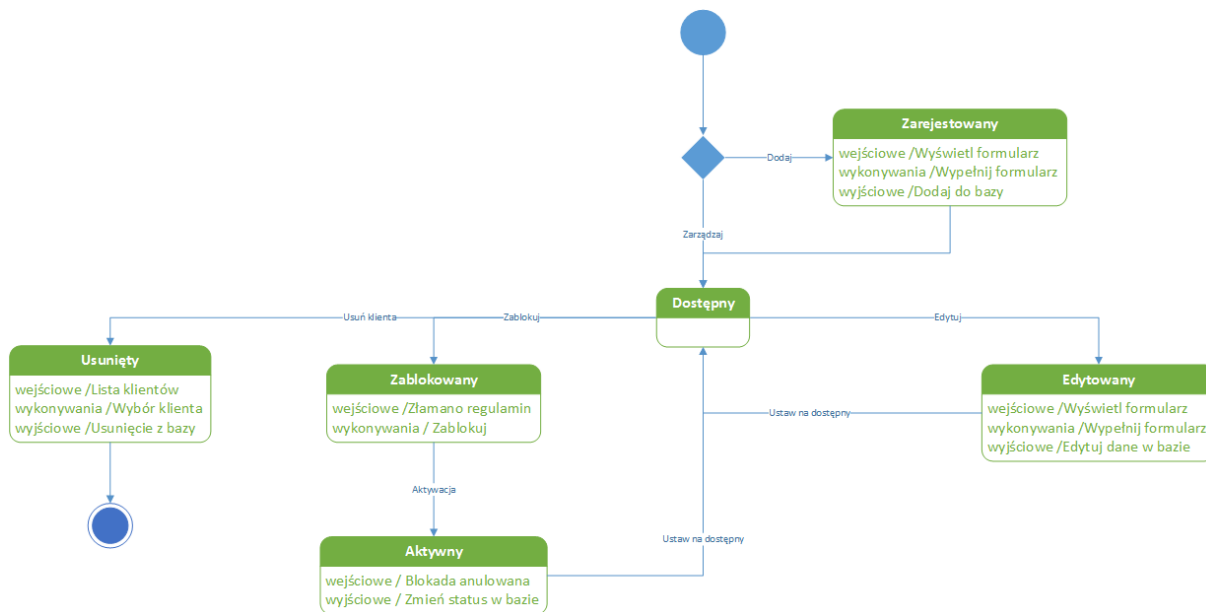 Zarejestowany
wejściowe /Wyświetl formularz
wykonywania /Wypełnij formularz
wyjściowe /Dodaj do bazy
Dodaj
Zarządzaj
Dostępny
Usuń klienta
Zablokuj
Edytuj
Usunięty
wejściowe /Lista klientów
wykonywania /Wybór klienta
wyjściowe /Usunięcie z bazy
Zablokowany
wejściowe /Złamano regulamin
wykonywania / Zablokuj
Edytowany
wejściowe /Wyświetl formularz
wykonywania /Wypełnij formularz
wyjściowe /Edytuj dane w bazie
Ustaw na dostępny
Aktywacja
Ustaw na dostępny
Aktywny
wejściowe / Blokada anulowana
wyjściowe / Zmień status w bazie